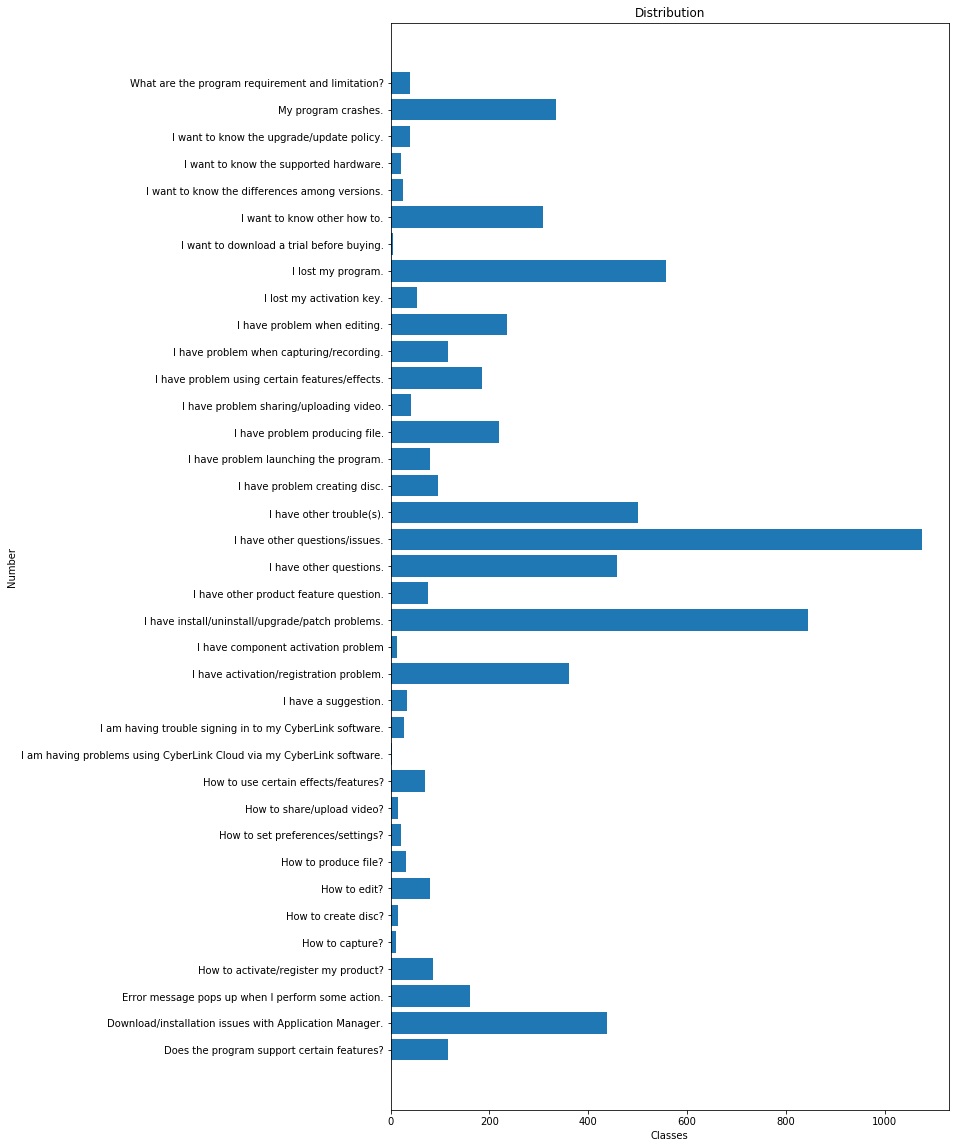 Distribution
What are the program requirement and limitation?
My program crashes.
I want to know the upgrade/update policy.
I want to know the supported hardware.
I want to know the differences among versions.
I want to know other how to.
I want to download a trial before buying.
I lost my program.
I lost my activation key.
I have problem when editing.
I have problem when capturing/recording.
I have problem using certain features/effects.
I have problem sharing/uploading video.
I have problem producing file.
I have problem launching the program.
I have problem creating disc.
I have other trouble(s).
I have other questions/issues.
I have other questions.
I have other product feature question.
I have install/uninstall/upgrade/patch problems.
I have component activation problem
I have activation/registration problem.
I have a suggestion.
I am having trouble signing in to my CyberLink software.
I am having problems using CyberLink Cloud via my CyberLink software.
How to use certain effects/features?
How to share/upload video?
How to set preferences/settings?
How to produce file?
How to edit?
How to create disc?
How to capture?
How to activate/register my product?
Error message pops up when I perform some action.
Download/installation issues with Application Manager.
Does the program support certain features?
Number
0 200 400 600 800 1000
Classes